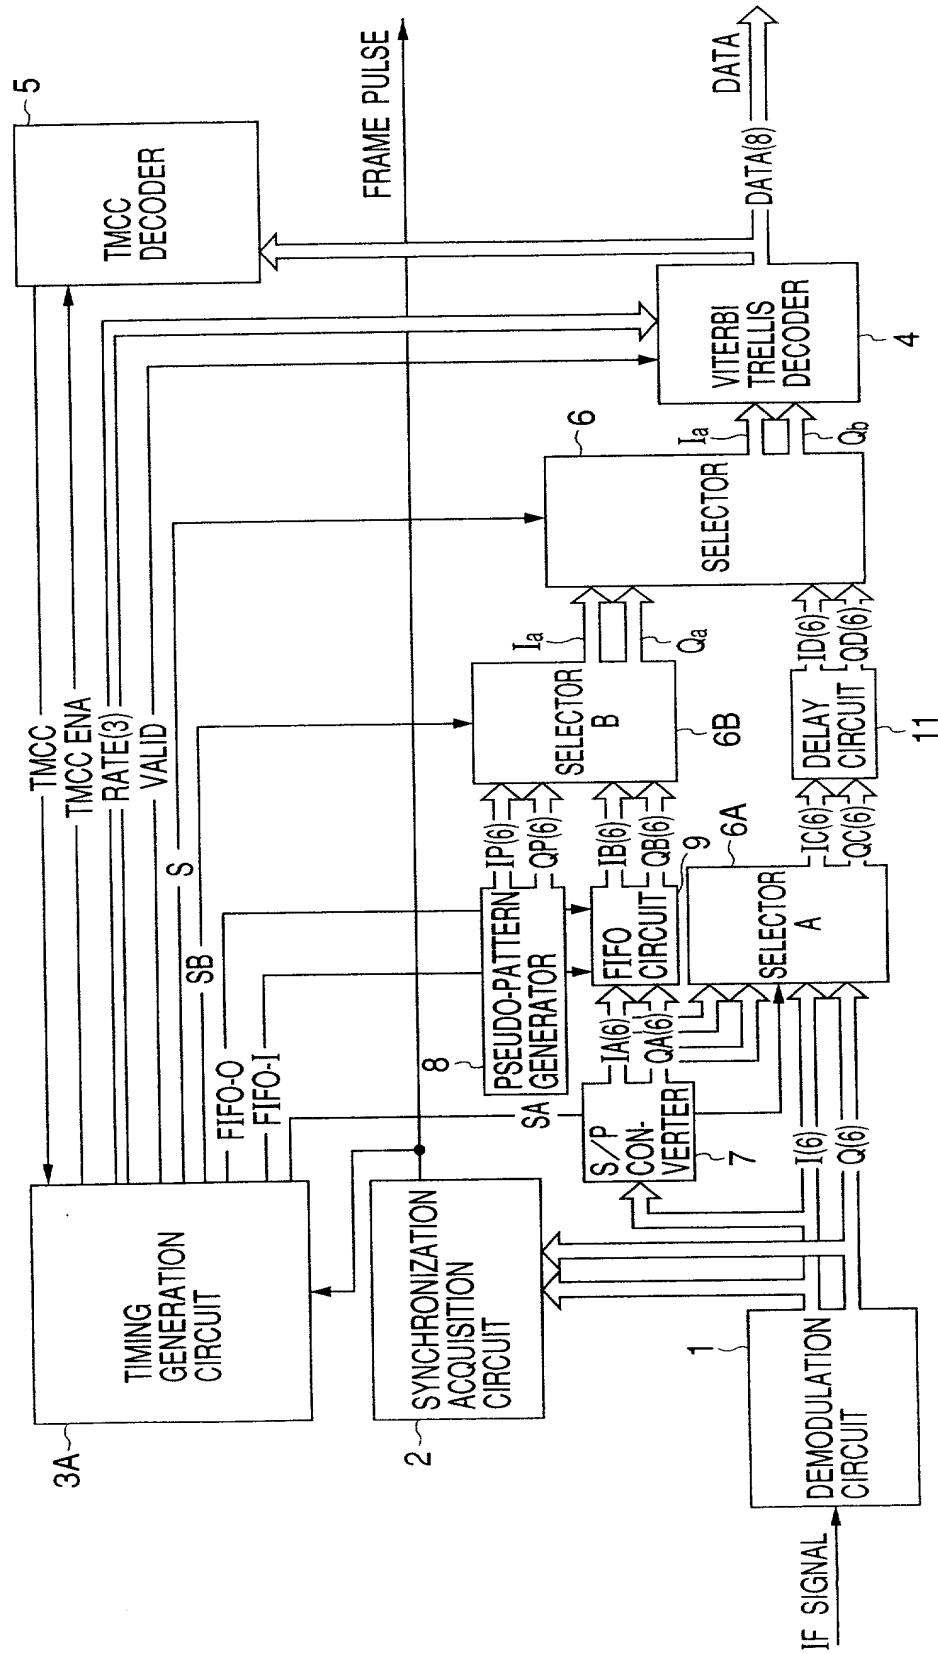 3A
TIMING
GENERATION
CIRCUIT
TMCC
TMCC ENA
RATE(3)
VALID
S
SB
FIFO-O
FIFO-I
SA
5
TMCC
DECODER
FRAME PULSE
2
SYNCHRONIZATION
ACQUISITION
CIRCUIT
8
PSEUDO-PATTERN
GENERATOR
IP(6)
QP(6)
SELECTOR
B
6B
Ia
Qa
6
SELECTOR
Ia
Qb
VITERBI
TRELLIS
DECODER
4
DATA
DATA(8)
S/P
CON-
VERTER
7
IA(6)
QA(6)
FIFO
CIRCUIT
9
IB(6)
QB(6)
6A
SELECTOR
A
IC(6)
QC(6)
DELAY
CIRCUIT
11
ID(6)
QD(6)
I(6)
Q(6)
1
DEMODULATION
CIRCUIT
IF SIGNAL